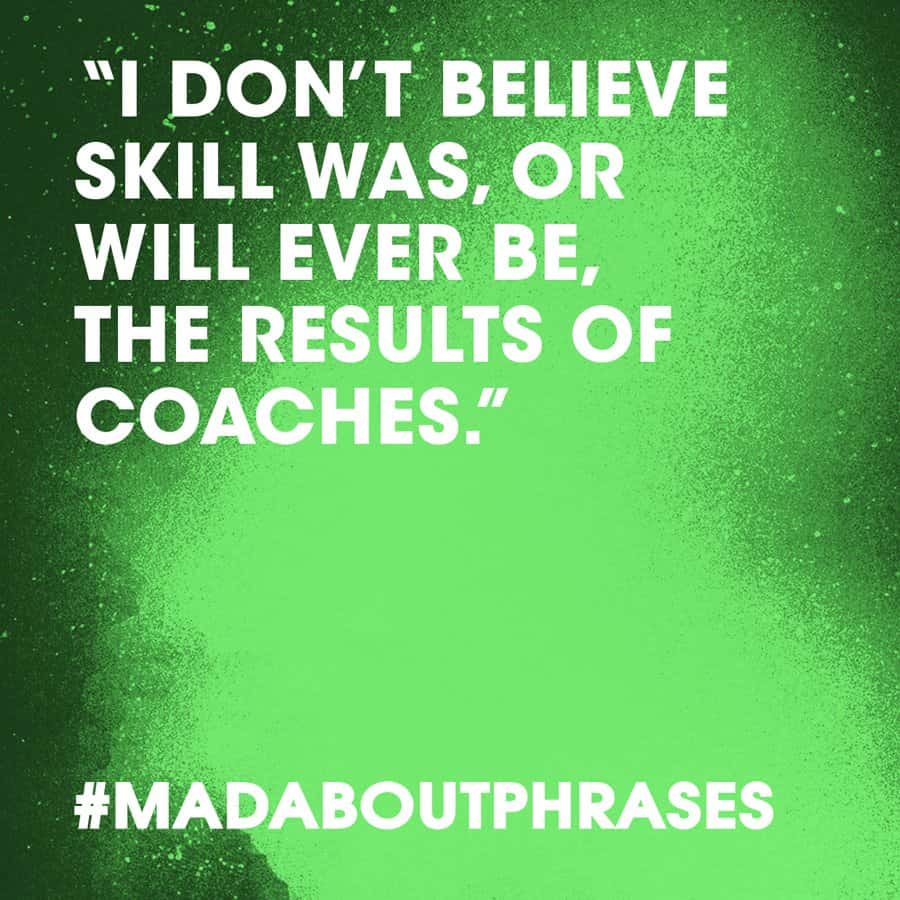 “I DON’T BELIEVE
SKILL WAS, OR
WILL EVER BE,
THE RESULTS OF
COACHES.”
#MADABOUTPHRASES